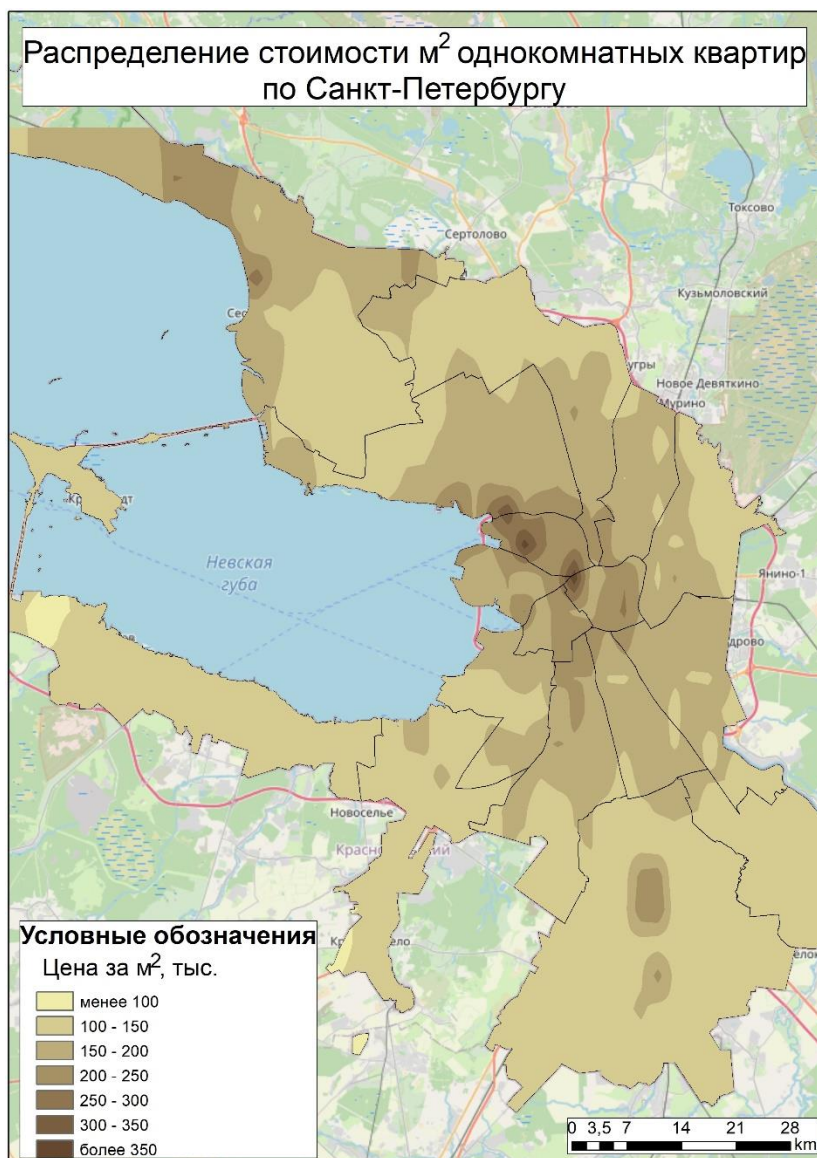 Распределение стоимости м² однокомнатных квартир
по Санкт-Петербургу
Токсово
Сертолово
Кузьмоловский
Новое Девяткино
Мурино
Невская
губа
Янино-1
Новоселье
Условные обозначения
Цена за м², тыс.
менее 100
100 - 150
150 - 200
200 - 250
250 - 300
300 - 350
более 350
0 3,5 7 14 21 28
km